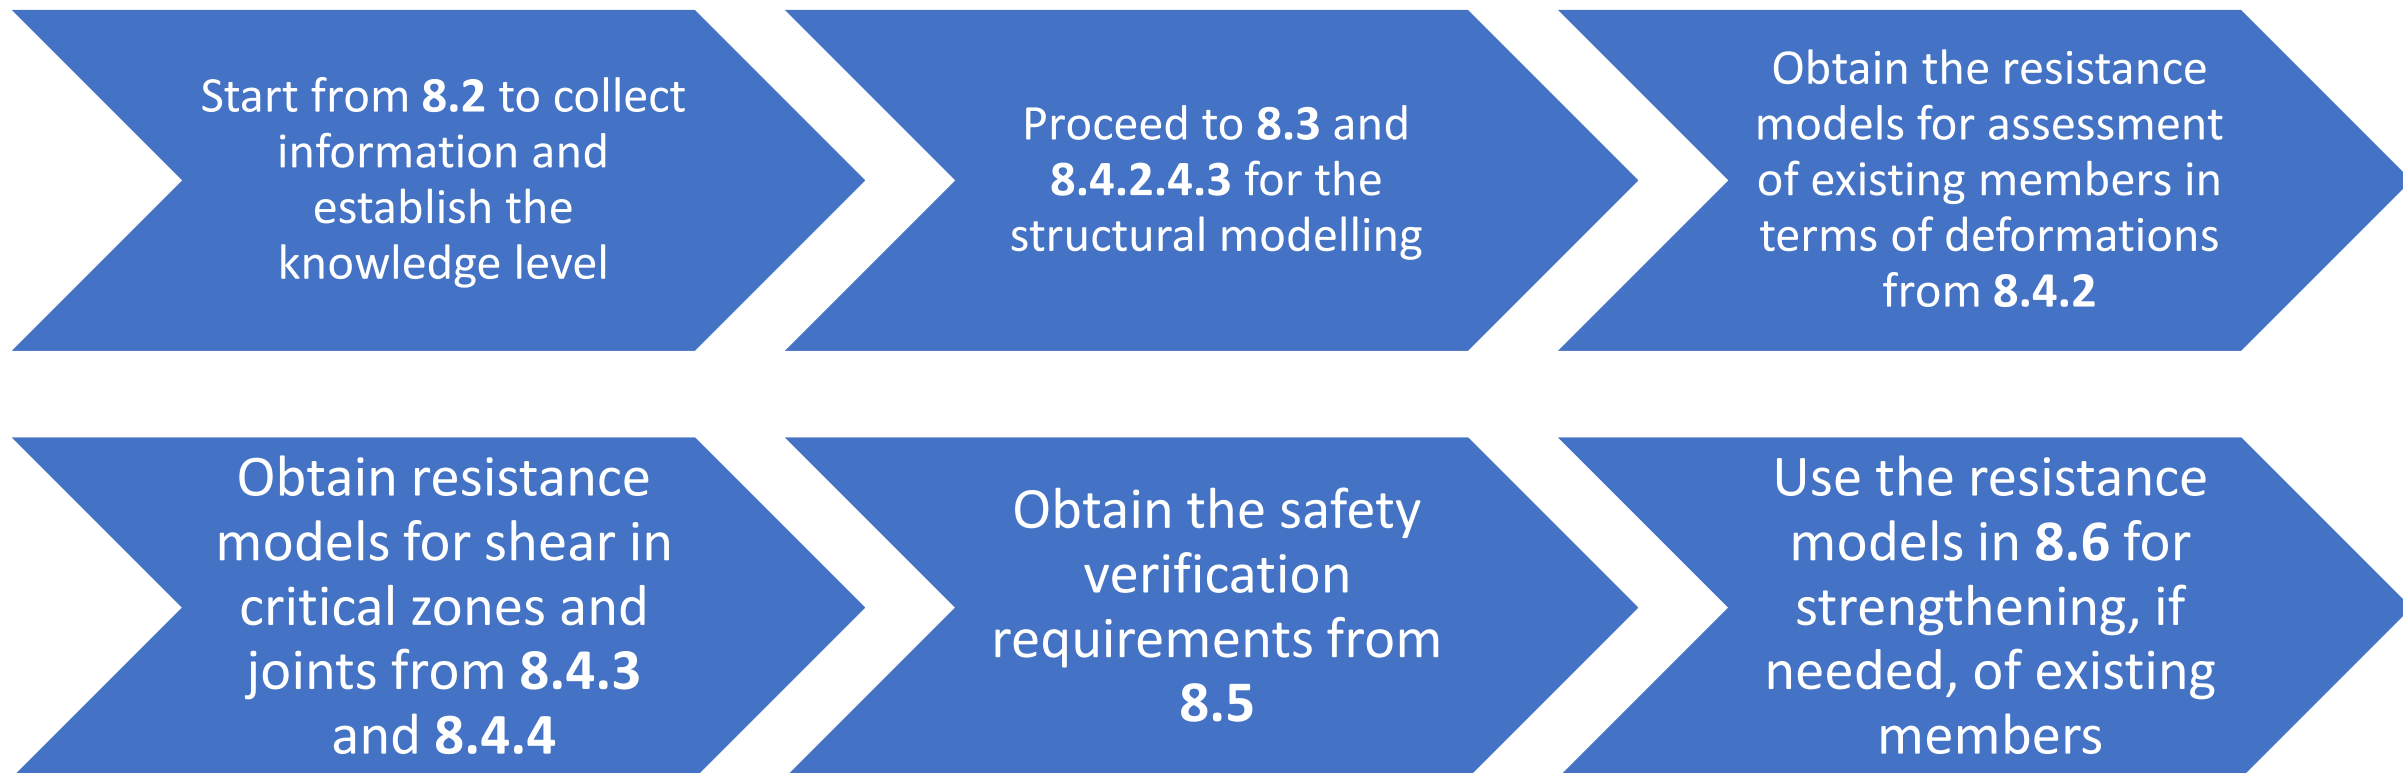 Start from 8.2 to collect
information and
establish the
knowledge level
Proceed to 8.3 and
8.4.2.4.3 for the
structural modelling
Obtain the resistance
models for assessment
of existing members in
terms of deformations
from 8.4.2
Obtain resistance
models for shear in
critical zones and
joints from 8.4.3
and 8.4.4
Obtain the safety
verification
requirements from
8.5
Use the resistance
models in 8.6 for
strengthening, if
needed, of existing
members